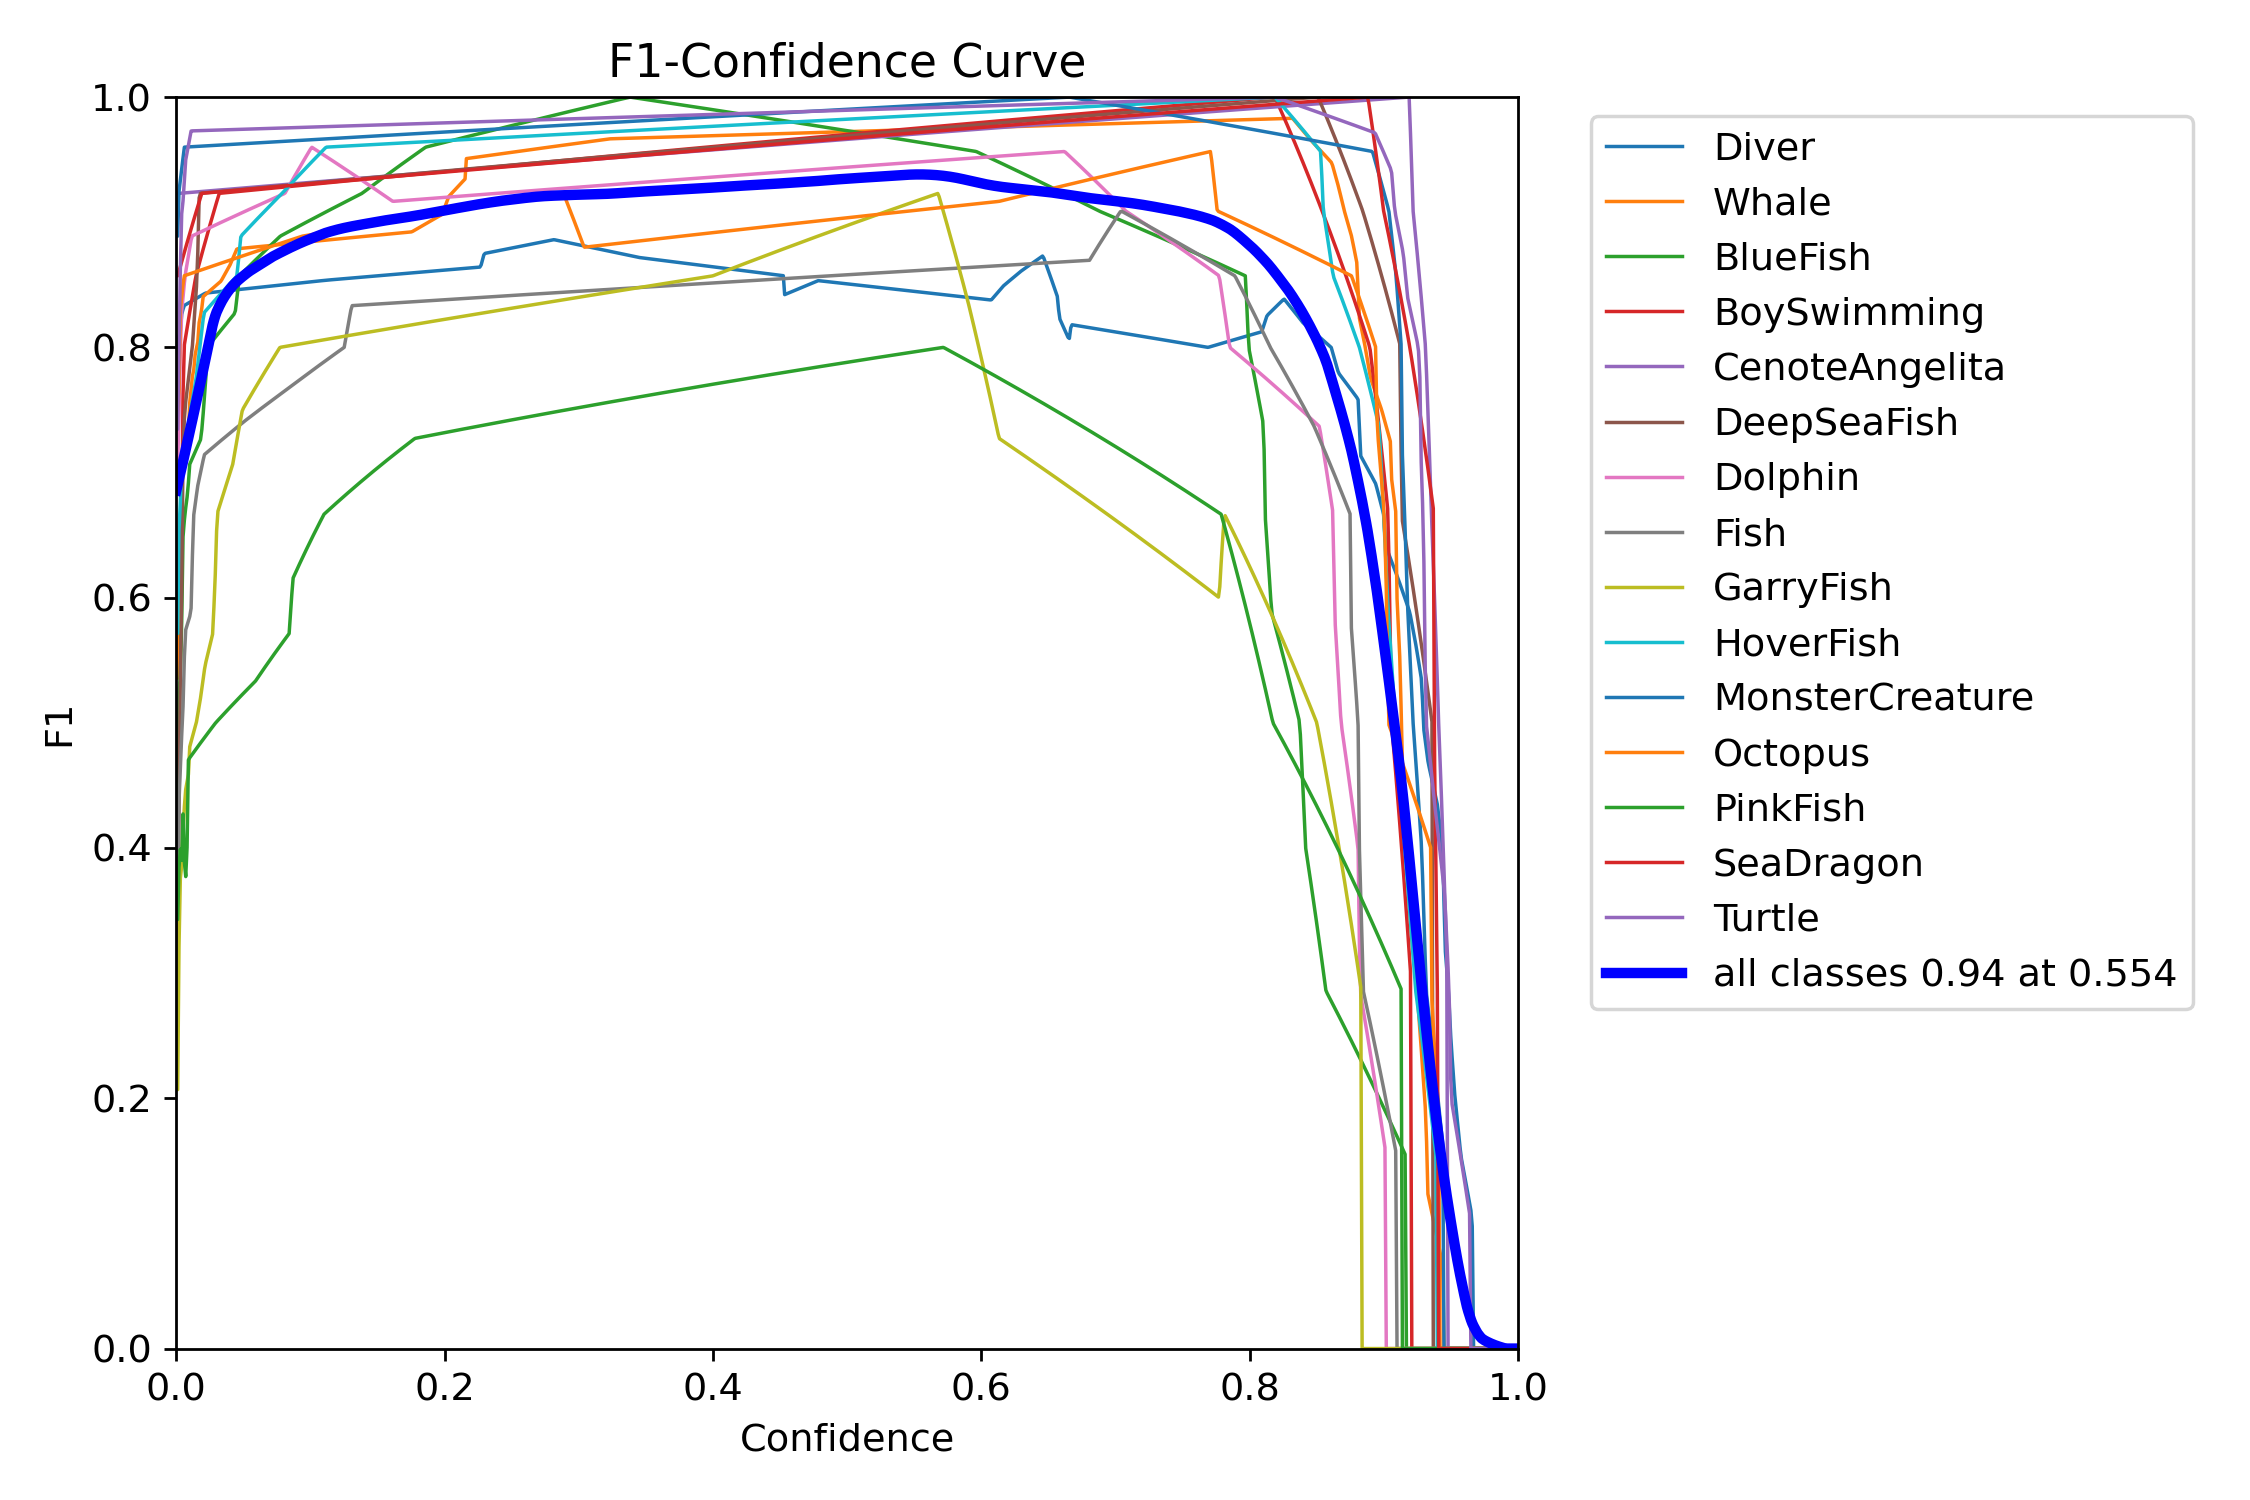 F1-Confidence Curve
1.0
0.8
0.6
0.4
0.2
0.0
F1
0.0 0.2 0.4 0.6 0.8 1.0
Confidence
Diver
Whale
BlueFish
BoySwimming
CenoteAngelita
DeepSeaFish
Dolphin
Fish
GarryFish
HoverFish
MonsterCreature
Octopus
PinkFish
SeaDragon
Turtle
all classes 0.94 at 0.554